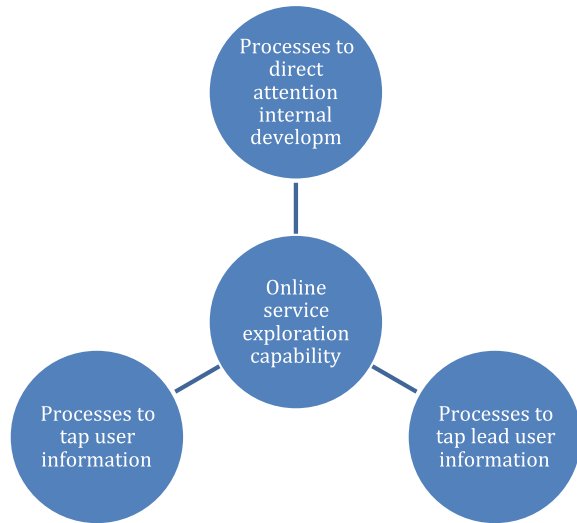 Processes to
direct
attention
internal
developm
Online
service
exploration
capability
Processes to
tap user
information
Processes to
tap lead user
information